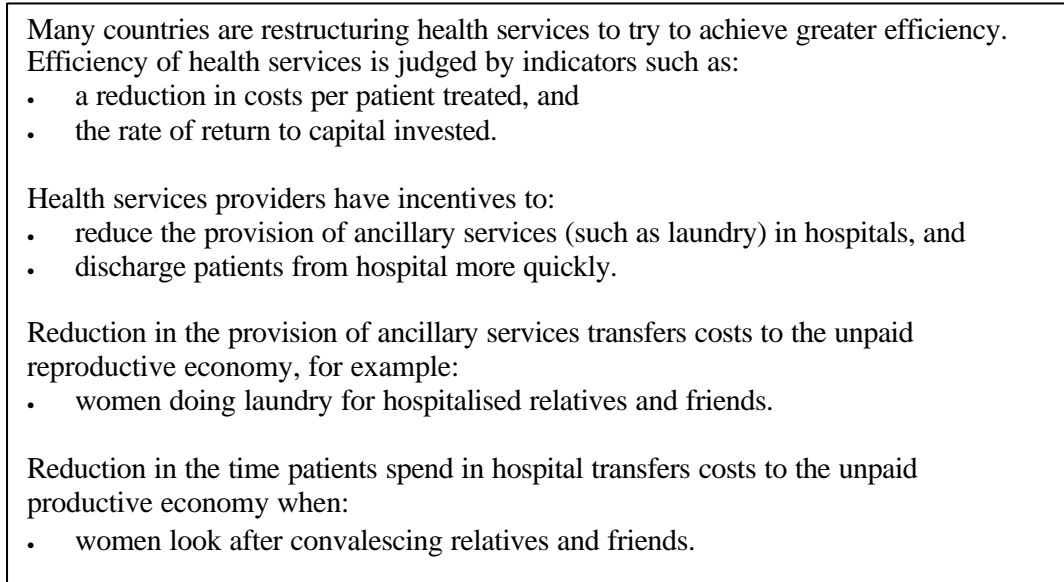 Many countries are restructuring health services to try to achieve greater efficiency.
Efficiency of health services is judged by indicators such as:
• a reduction in costs per patient treated, and
• the rate of return to capital invested.
Health services providers have incentives to:
• reduce the provision of ancillary services (such as laundry) in hospitals, and
• discharge patients from hospital more quickly.
Reduction in the provision of ancillary services transfers costs to the unpaid
reproductive economy, for example:
• women doing laundry for hospitalised relatives and friends.
Reduction in the time patients spend in hospital transfers costs to the unpaid
productive economy when:
• women look after convalescing relatives and friends.